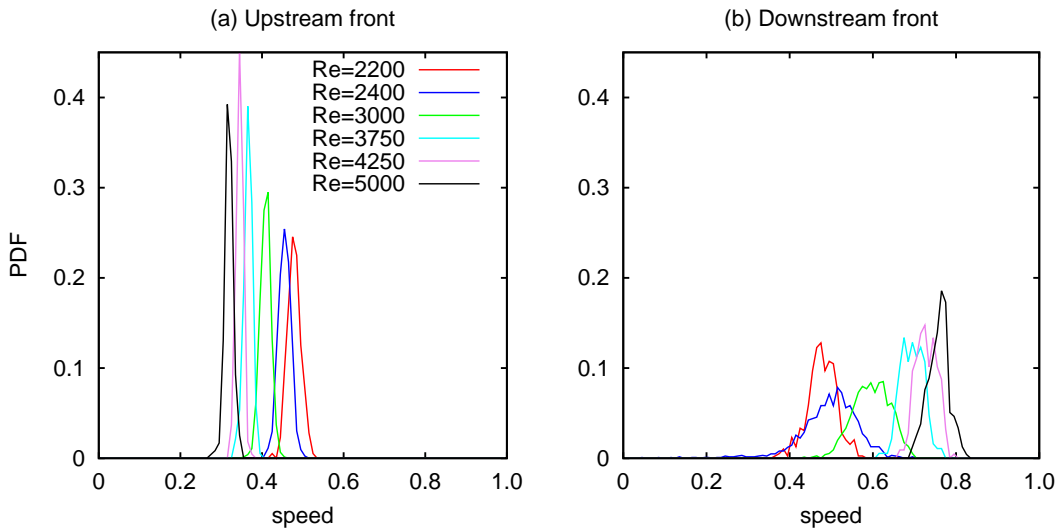 (a) Upstream front
PDF
0.4
0.3
0.2
0.1
0
0 0.2 0.4 0.6 0.8 1.0
speed
Re=2200
Re=2400
Re=3000
Re=3750
Re=4250
Re=5000
(b) Downstream front
0.4
0.3
0.2
0.1
0
0 0.2 0.4 0.6 0.8 1.0
speed